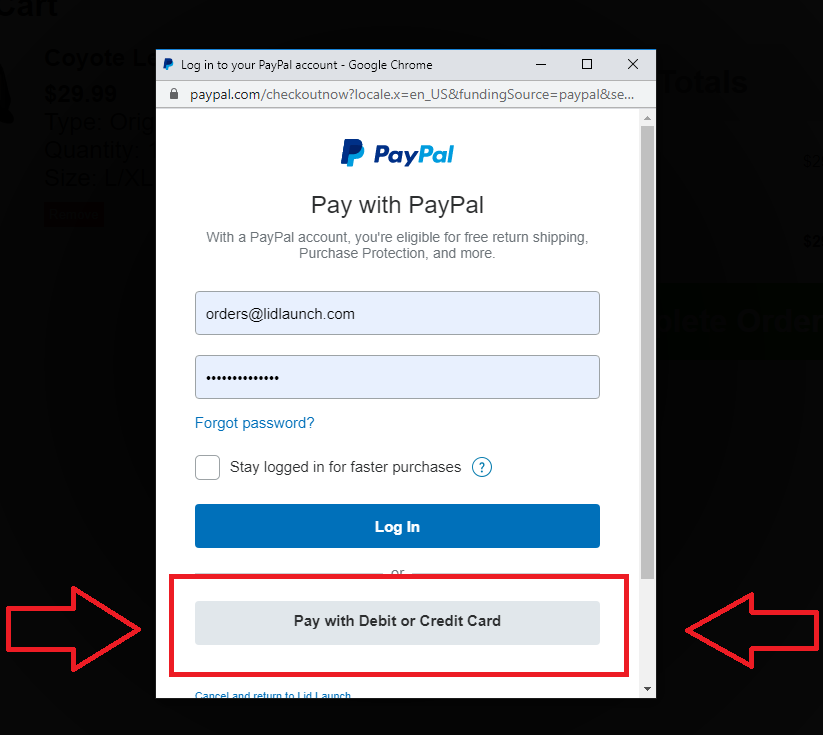 Cart
Log in to your PayPal account - Google Chrome
Coyote
$29.99
Totals
paypal.com/checkoutnow?locale.x=en_US&fundingSource=paypal&se...
Type: Orig
Quantity
Size: L/XL
PayPal
Pay with PayPal
With a PayPal account, you're eligible for free return shipping,
Purchase Protection, and more.
orders@lidlaunch.com
••••••••••••••
Forgot password?
Stay logged in for faster purchases ?
Order
Log In
or
Pay with Debit or Credit Card
Cancel and return to Lid Launch